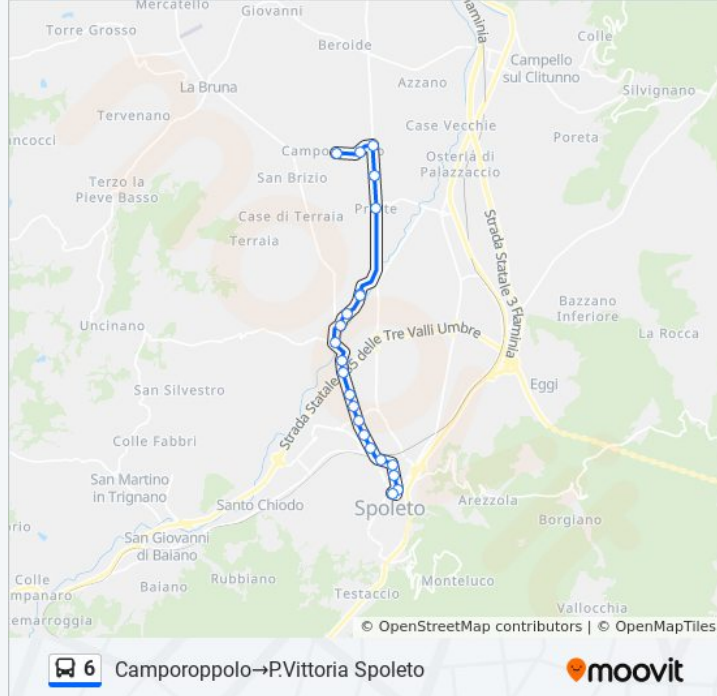 Mercatello
Giovanni
Torre Grosso
Colle
Beroide
Flaminia
Campello
sul Clitunno
Azzano
La Bruna
Silvignano
Tervenano
Case Vecchie
Poreta
Osteria di
Palazzaccio
San Brizio
Terzo la
Pieve Basso
Case di Terraia
Terraia
Strada Statale 3 Flaminia
Bazzano
Inferiore
Uncinano
La Rocca
delle Tre Valli Umbre
Strada Statale
Eggi
San Silvestro
Colle Fabbri
San Martino
in Trignano
Santo Chiodo
Spoleto
Arezzola
Borgiano
San Giovanni
di Baiano
Rubbiano
Baiano
Colle
Monteluco
Testaccio
Vallocchia
© OpenStreetMap contributors | © OpenMapTiles
6 Camporoppolo→P.Vittoria Spoleto
moovit